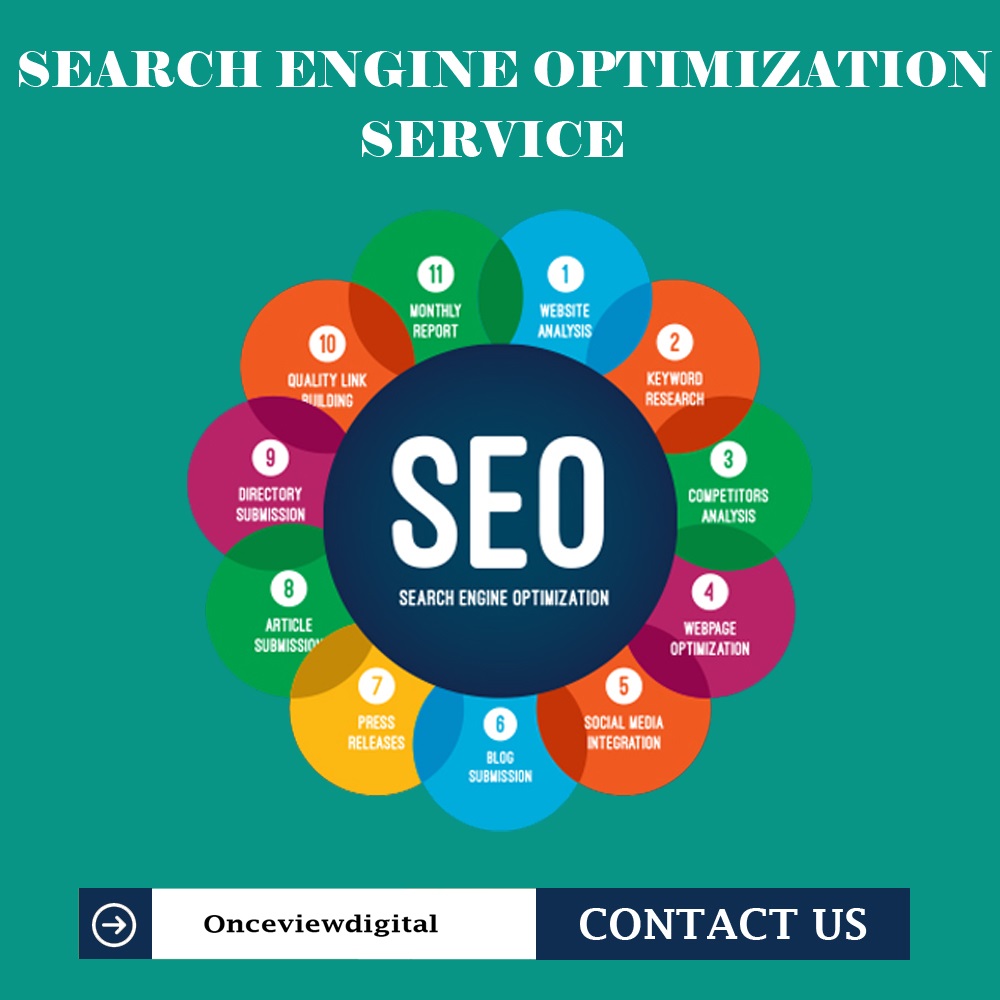 SEARCH ENGINE OPTIMIZATION
SERVICE
1
WEBSITE
ANALYSIS
2
KEYWORD
RESEARCH
3
COMPETITORS
ANALYSIS
4
WEBPAGE
OPTIMIZATION
5
SOCIAL MEDIA
INTEGRATION
6
BLOG
SUBMISSION
7
PRESS
RELEASES
8
ARTICLE
SUBMISSION
9
DIRECTORY
SUBMISSION
10
QUALITY LINK
BUILDING
11
MONTHLY
REPORT
SEO
SEARCH ENGINE OPTIMIZATION
Onceviewdigital
CONTACT US